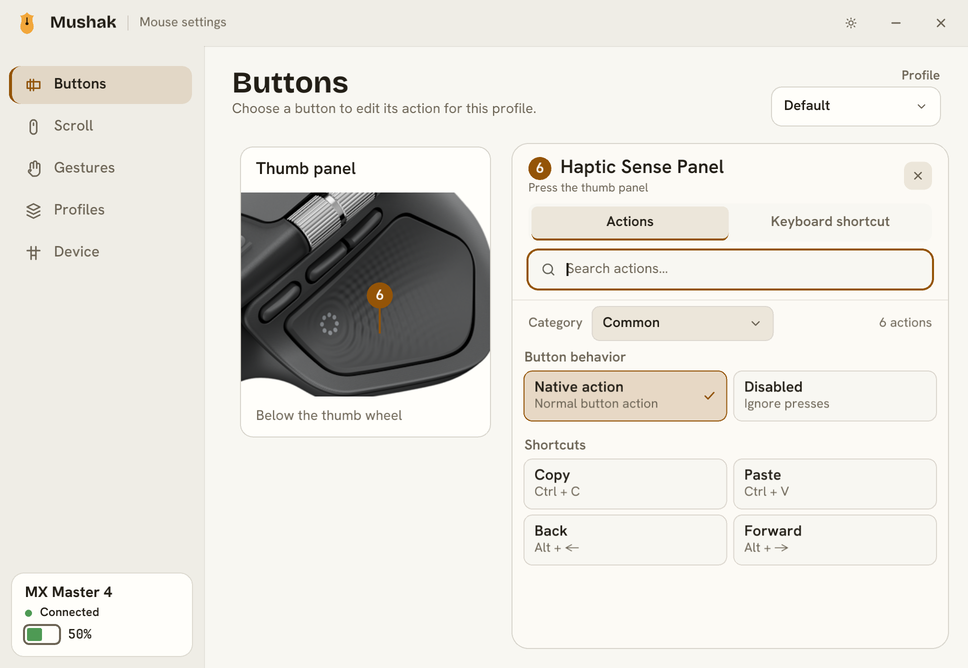 Mushak
Mouse settings
Buttons
Scroll
Gestures
Profiles
Device
MX Master 4
Connected
50%
Buttons
Choose a button to edit its action for this profile.
Profile
Default
Thumb panel
6
Below the thumb wheel
6 Haptic Sense Panel
Press the thumb panel
Actions
Keyboard shortcut
Search actions...
Category
Common
6 actions
Button behavior
Native action
Normal button action
Disabled
Ignore presses
Shortcuts
Copy
Ctrl + C
Paste
Ctrl + V
Back
Alt + ←
Forward
Alt + →